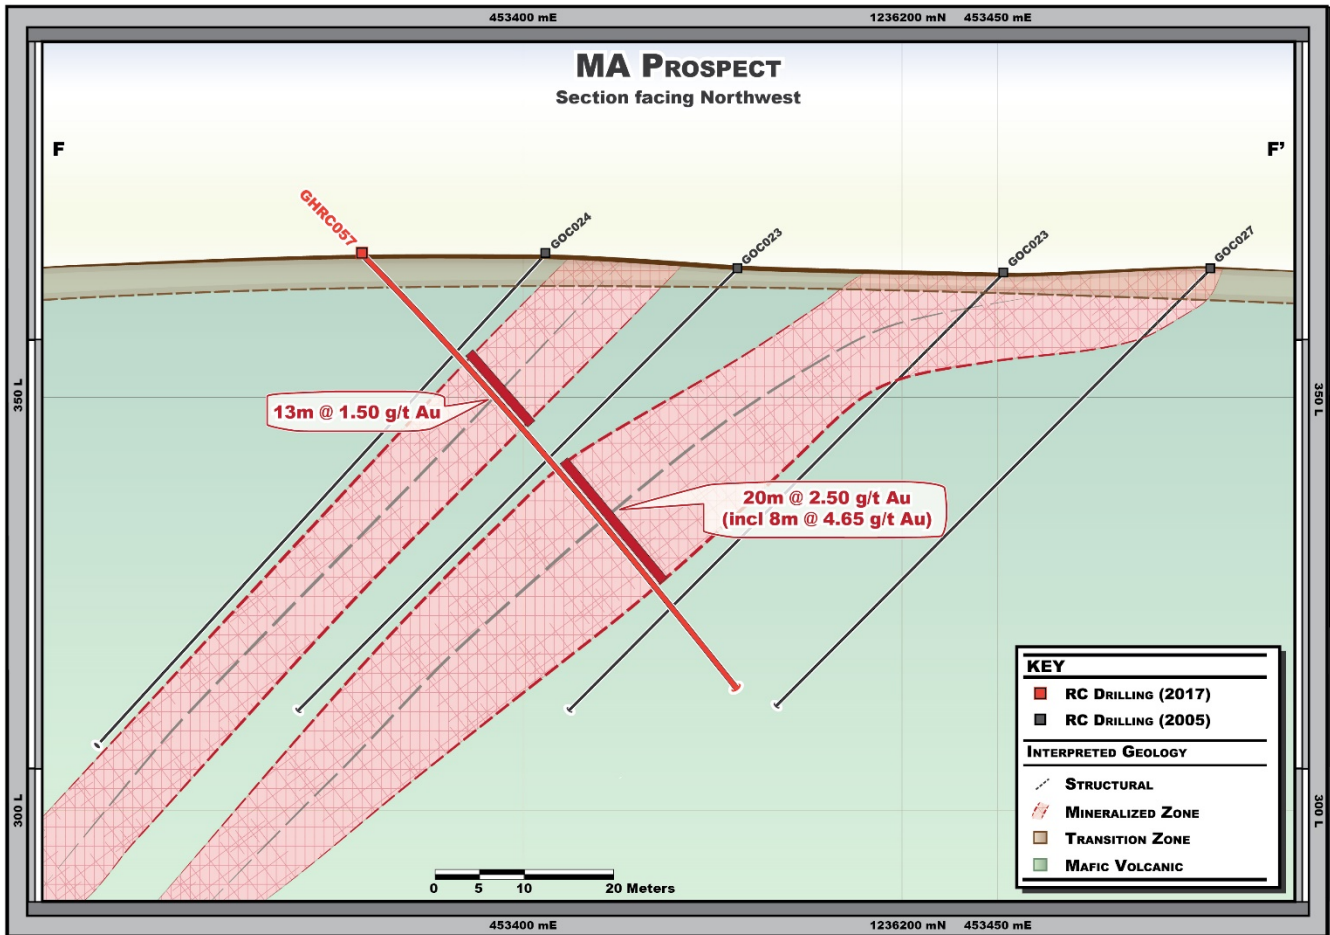 453400 mE
1236200 mN
453450 mE
MA PROSPECT
Section facing Northwest
F
F'
GHRC057
GOC024
GOC023
GOC023
GOC027
350 L
350 L
13m @ 1.50 g/t Au
20m @ 2.50 g/t Au
(incl 8m @ 4.65 g/t Au)
KEY
RC DRILLING (2017)
RC DRILLING (2005)
INTERPRETED GEOLOGY
STRUCTURAL
MINERALIZED ZONE
TRANSITION ZONE
MAFIC VOLCANIC
300 L
300 L
0 5 10 20 Meters
453400 mE
1236200 mN
453450 mE